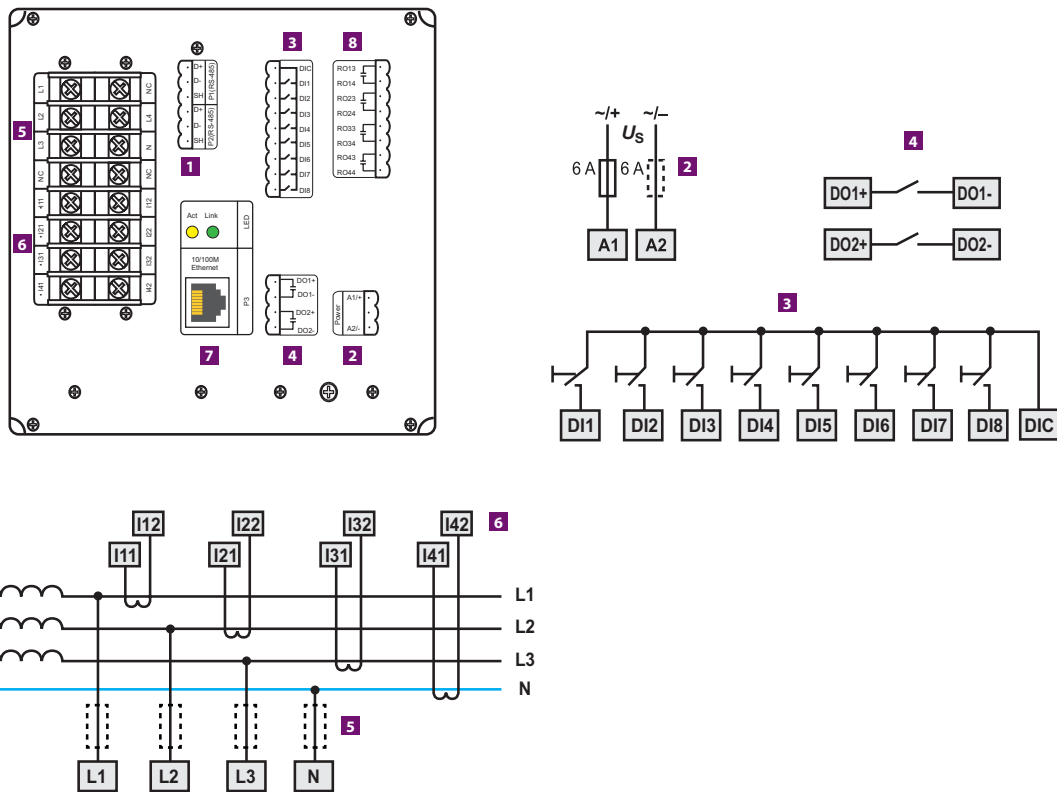 3
8
L1
NC
L2
L4
L3
N
NC
NC
•I11
I12
•I21
I22
•I31
I32
•I41
I42
5
6
D+
D-
SH
P1(RS-485)
D+
D-
SH
P2(RS-485)
1
DIC
DI1
DI2
DI3
DI4
DI5
DI6
DI7
DI8
RO13
RO14
RO23
RO24
RO33
RO34
RO43
RO44
Act Link
LED
10/100M
Ethernet
P3
7
DO1+
DO1-
DO2+
DO2-
4
A1/+
Power
A2/-
2
~/+ ~/–
US
6 A 6 A 2
A1 A2
4
DO1+ DO1-
DO2+ DO2-
3
DI1 DI2 DI3 DI4 DI5 DI6 DI7 DI8 DIC
I12 I22 I32 I42 6
I11 I21 I31 I41
L1
L2
L3
N
5
L1 L2 L3 N